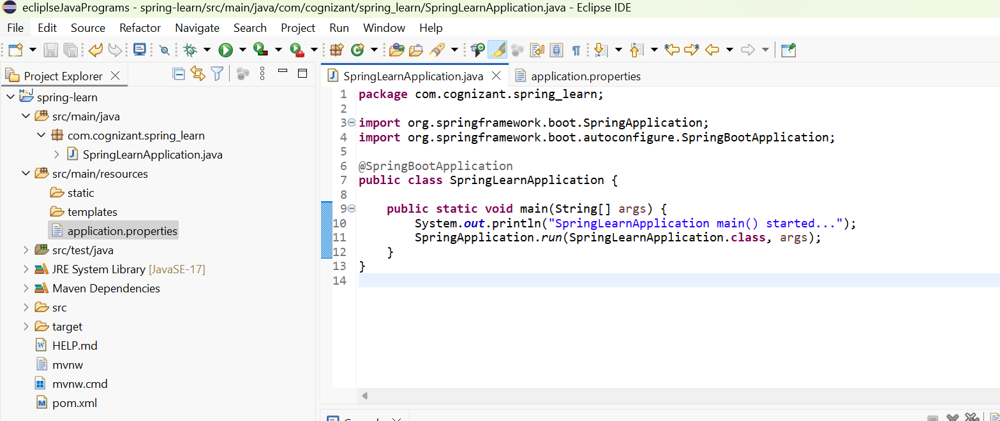 ecliplseJavaPrograms - spring-learn/src/main/java/com/cognizant/spring_learn/SpringLearnApplication.java - Eclipse IDE
File Edit Source Refactor Navigate Search Project Run Window Help
Project Explorer
spring-learn
src/main/java
com.cognizant.spring_learn
SpringLearnApplication.java
src/main/resources
static
templates
application.properties
src/test/java
JRE System Library [JavaSE-17]
Maven Dependencies
src
target
HELP.md
mvnw
mvnw.cmd
pom.xml
SpringLearnApplication.java application.properties
1 package com.cognizant.spring_learn;
2
3 import org.springframework.boot.SpringApplication;
4 import org.springframework.boot.autoconfigure.SpringBootApplication;
5
6 @SpringBootApplication
7 public class SpringLearnApplication {
8
9 public static void main(String[] args) {
10 System.out.println("SpringLearnApplication main() started...");
11 SpringApplication.run(SpringLearnApplication.class, args);
12 }
13 }
14